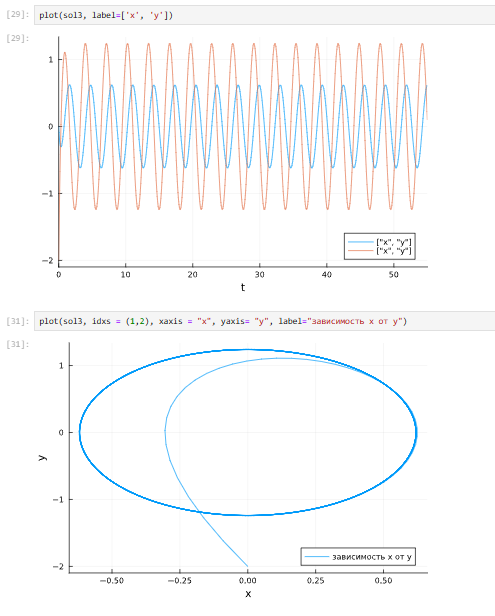 [29]: plot(sol3, label=['x', 'y'])
[29]:
1
0
−1
−2
0 10 20 30 40 50
t
["x", "y"]
["x", "y"]
[31]: plot(sol3, idxs = (1,2), xaxis = "x", yaxis= "y", label="зависимость x от y")
[31]:
1
0
−1
−2
y
−0.50 −0.25 0.00 0.25 0.50
x
зависимость x от y